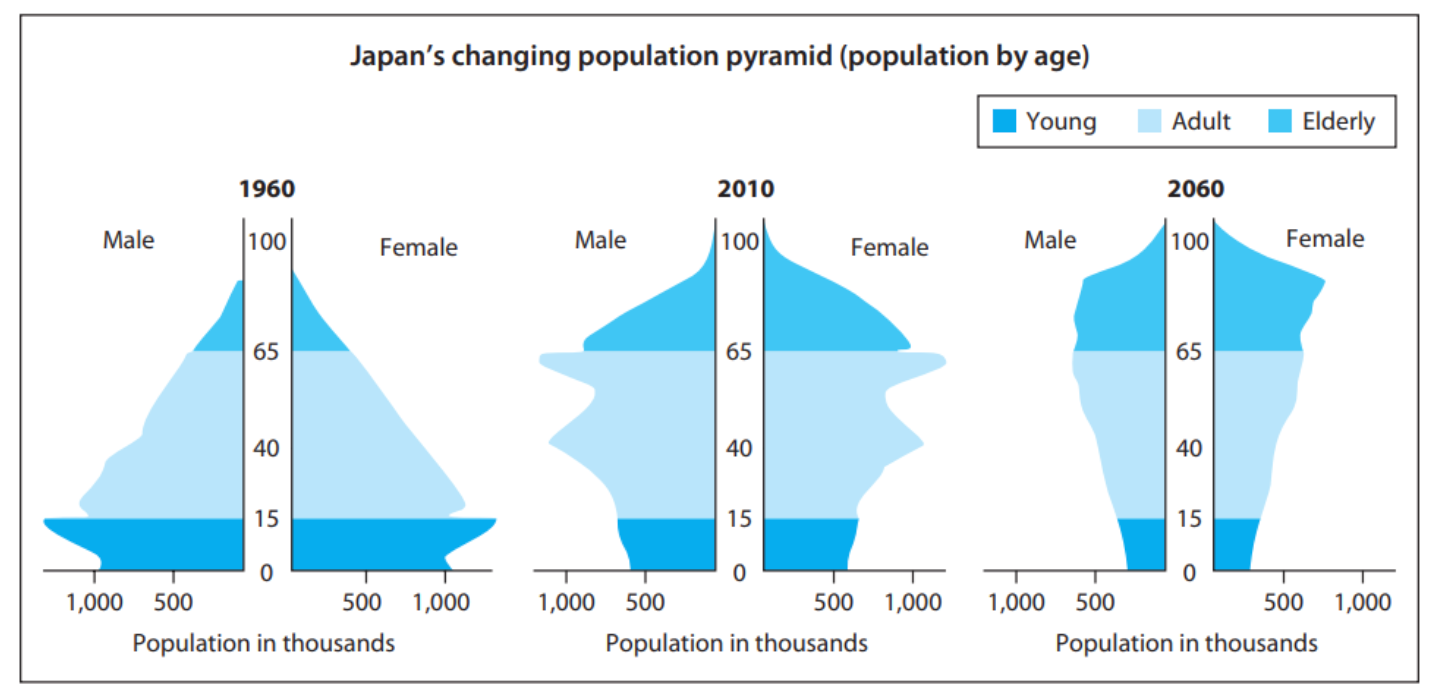 Japan's changing population pyramid (population by age)
Young Adult Elderly
1960
Male 100 Female
65
40
15
0
1,000 500 500 1,000
Population in thousands
2010
Male 100 Female
65
40
15
0
1,000 500 500 1,000
Population in thousands
2060
Male 100 Female
65
40
15
0
1,000 500 500 1,000
Population in thousands